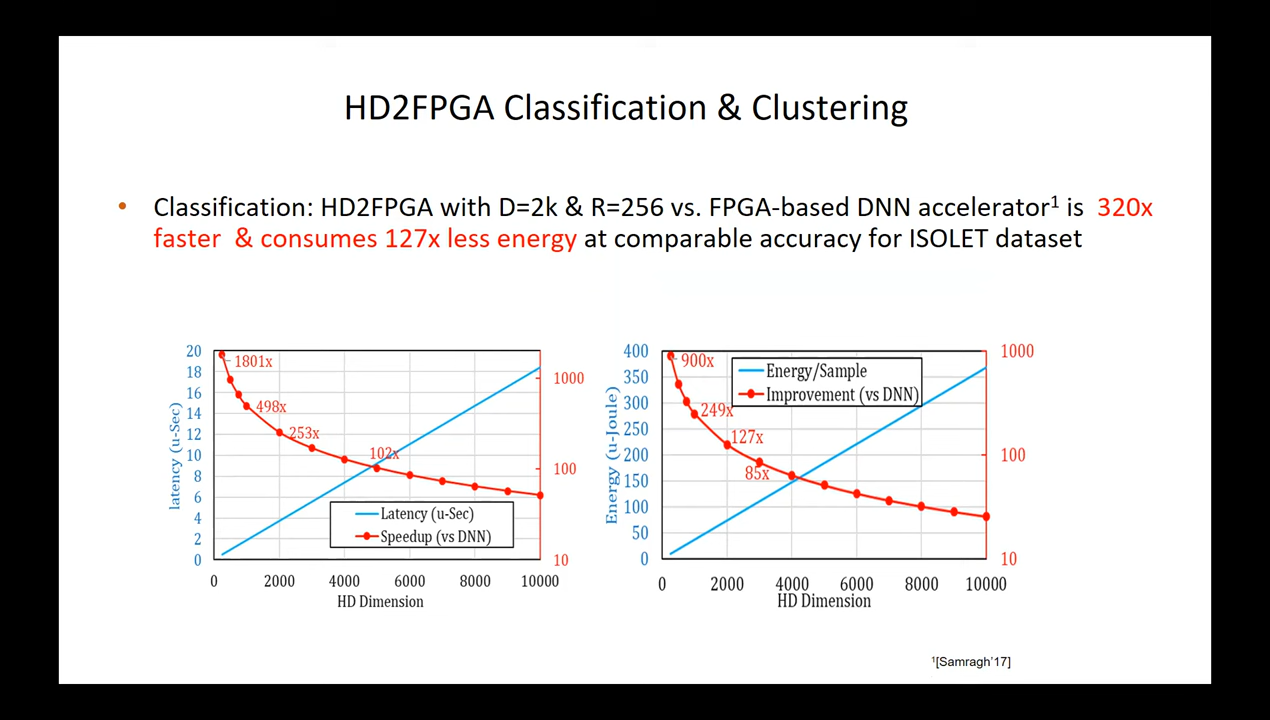 HD2FPGA Classification & Clustering
• Classification: HD2FPGA with D=2k & R=256 vs. FPGA-based DNN accelerator¹ is 320x
faster & consumes 127x less energy at comparable accuracy for ISOLET dataset
latency (u-Sec)
20
18
16
14
12
10
8
6
4
2
0
1801x
498x
253x
102x
Latency (u-Sec)
Speedup (vs DNN)
1000
100
10
0 2000 4000 6000 8000 10000
HD Dimension
Energy (u-Joule)
400
350
300
250
200
150
100
50
0
900x
249x
127x
85x
Energy/Sample
Improvement (vs DNN)
1000
100
10
0 2000 4000 6000 8000 10000
HD Dimension
¹[Samragh'17]